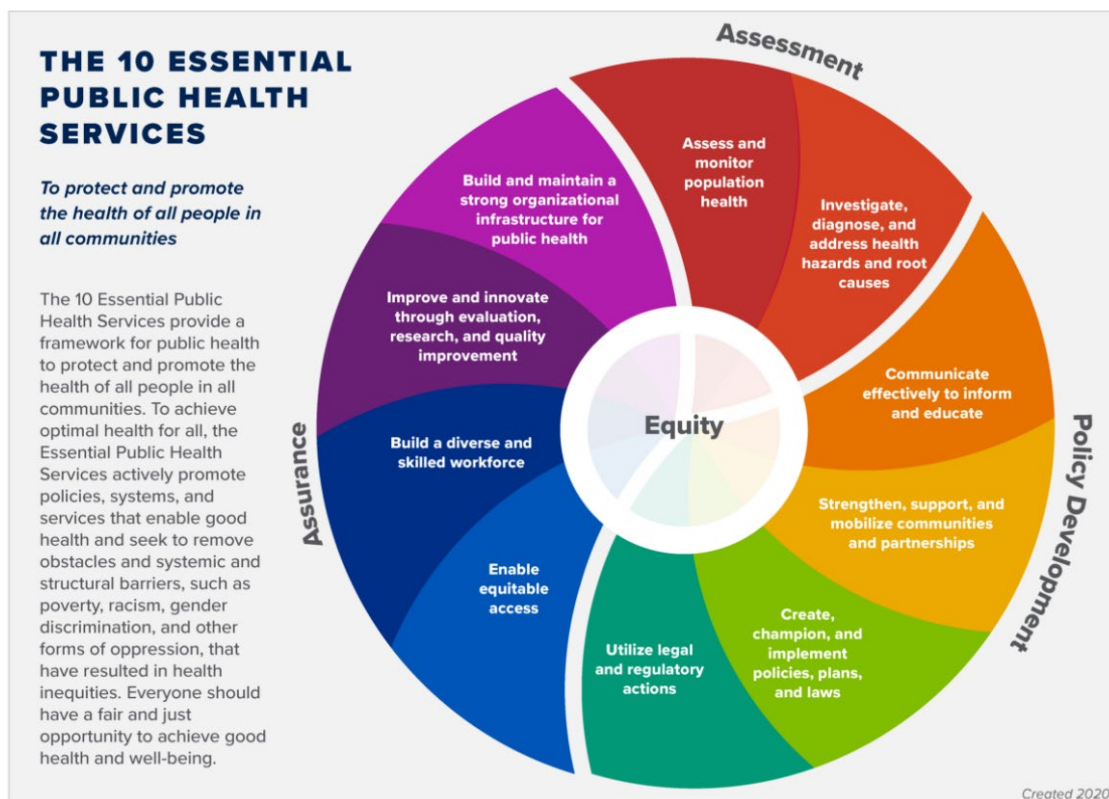 THE 10 ESSENTIAL
PUBLIC HEALTH
SERVICES
To protect and promote
the health of all people in
all communities
The 10 Essential Public
Health Services provide a
framework for public health
to protect and promote the
health of all people in all
communities. To achieve
optimal health for all, the
Essential Public Health
Services actively promote
policies, systems, and
services that enable good
health and seek to remove
obstacles and systemic and
structural barriers, such as
poverty, racism, gender
discrimination, and other
forms of oppression, that
have resulted in health
inequities. Everyone should
have a fair and just
opportunity to achieve good
health and well-being.
Assessment
Assess and
monitor
population
health
Investigate,
diagnose, and
address health
hazards and root
causes
Policy Development
Communicate
effectively to inform
and educate
Strengthen, support, and
mobilize communities
and partnerships
Create,
champion, and
implement
policies, plans,
and laws
Utilize legal
and regulatory
actions
Assurance
Enable
equitable
access
Build a diverse and
skilled workforce
Improve and innovate
through evaluation,
research, and quality
improvement
Build and maintain a
strong organizational
infrastructure for
public health
Equity
Created 2020